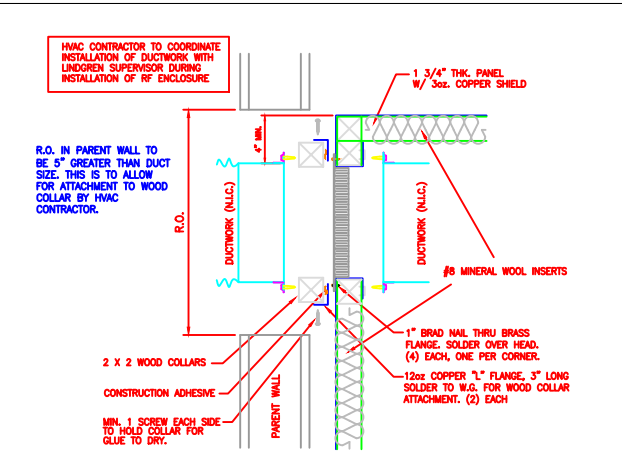 HVAC CONTRACTOR TO COORDINATE
INSTALLATION OF DUCTWORK WITH
LINDGREN SUPERVISOR DURING
INSTALLATION OF RF ENCLOSURE
1 3/4" THK. PANEL
W/ 3oz. COPPER SHIELD
4" MIN.
R.O. IN PARENT WALL TO
BE 5" GREATER THAN DUCT
SIZE. THIS IS TO ALLOW
FOR ATTACHMENT TO WOOD
COLLAR BY HVAC
CONTRACTOR.
R.O.
DUCTWORK (N.I.C.)
DUCTWORK (N.I.C.)
#8 MINERAL WOOL INSERTS
1" BRAD NAIL THRU BRASS
FLANGE. SOLDER OVER HEAD.
(4) EACH, ONE PER CORNER.
2 X 2 WOOD COLLARS
12oz COPPER "L" FLANGE, 3" LONG
SOLDER TO W.G. FOR WOOD COLLAR
ATTACHMENT. (2) EACH
CONSTRUCTION ADHESIVE
PARENT WALL
MIN. 1 SCREW EACH SIDE
TO HOLD COLLAR FOR
GLUE TO DRY.